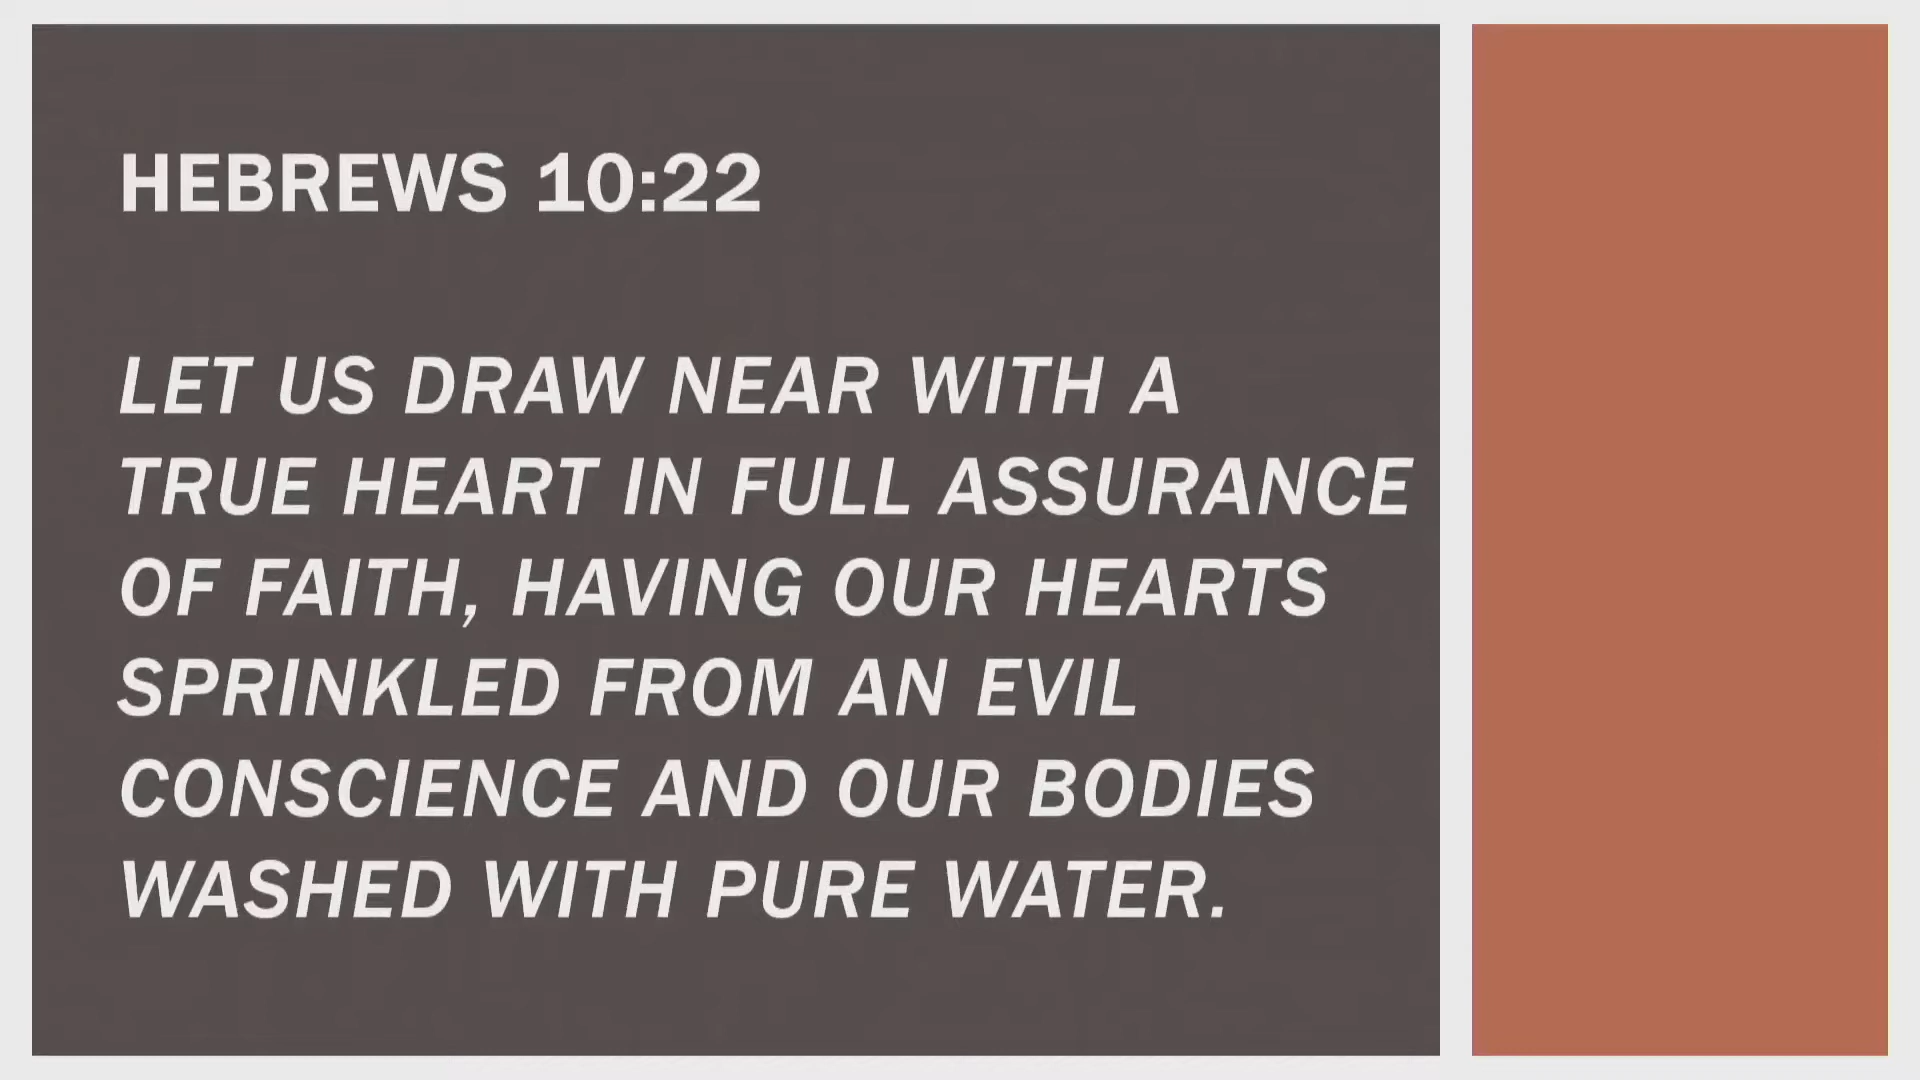 HEBREWS 10:22
LET US DRAW NEAR WITH A
TRUE HEART IN FULL ASSURANCE
OF FAITH, HAVING OUR HEARTS
SPRINKLED FROM AN EVIL
CONSCIENCE AND OUR BODIES
WASHED WITH PURE WATER.